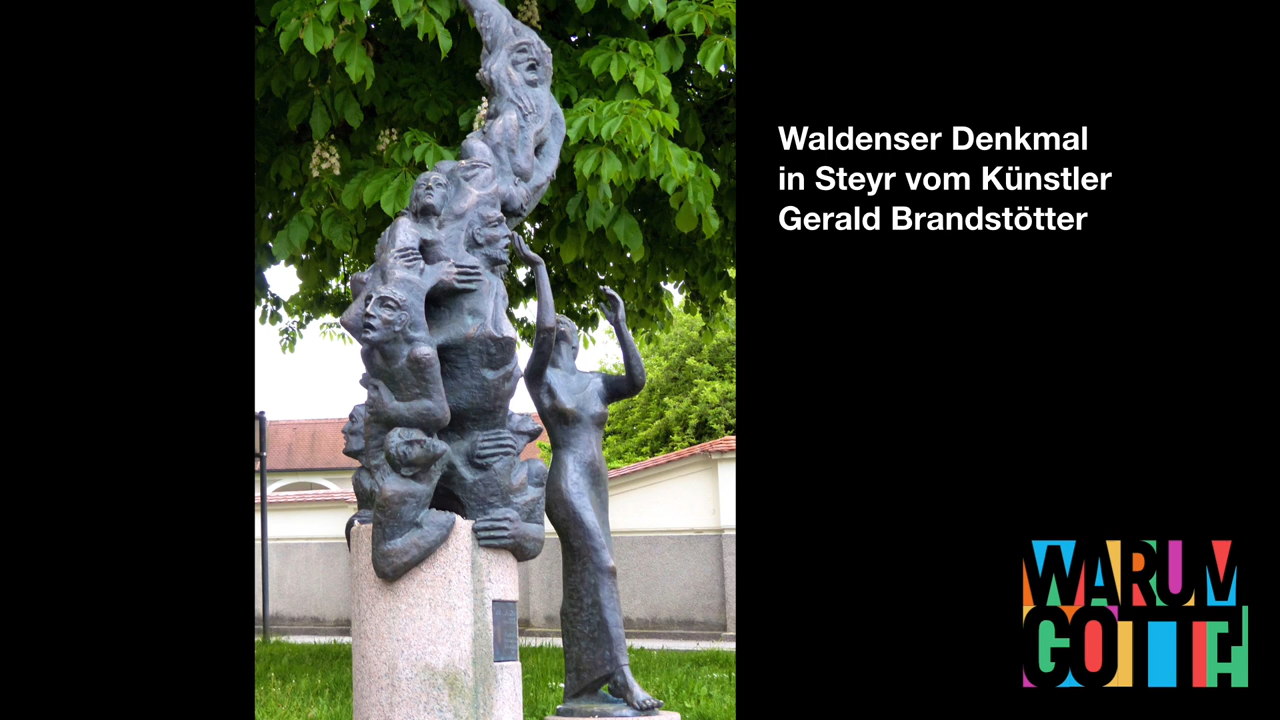 Waldenser Denkmal
in Steyr vom Künstler
Gerald Brandstötter
WARUM
GOTT?